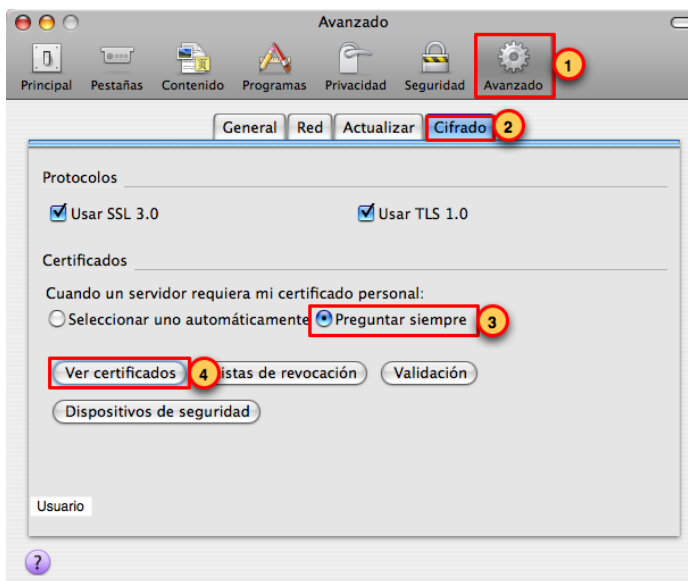 Avanzado
Principal Pestañas Contenido Programas Privacidad Seguridad Avanzado 1
General Red Actualizar Cifrado 2
Protocolos
Usar SSL 3.0 Usar TLS 1.0
Certificados
Cuando un servidor requiera mi certificado personal:
Seleccionar uno automáticamente Preguntar siempre 3
Ver certificados 4 istas de revocación Validación
Dispositivos de seguridad
Usuario
?